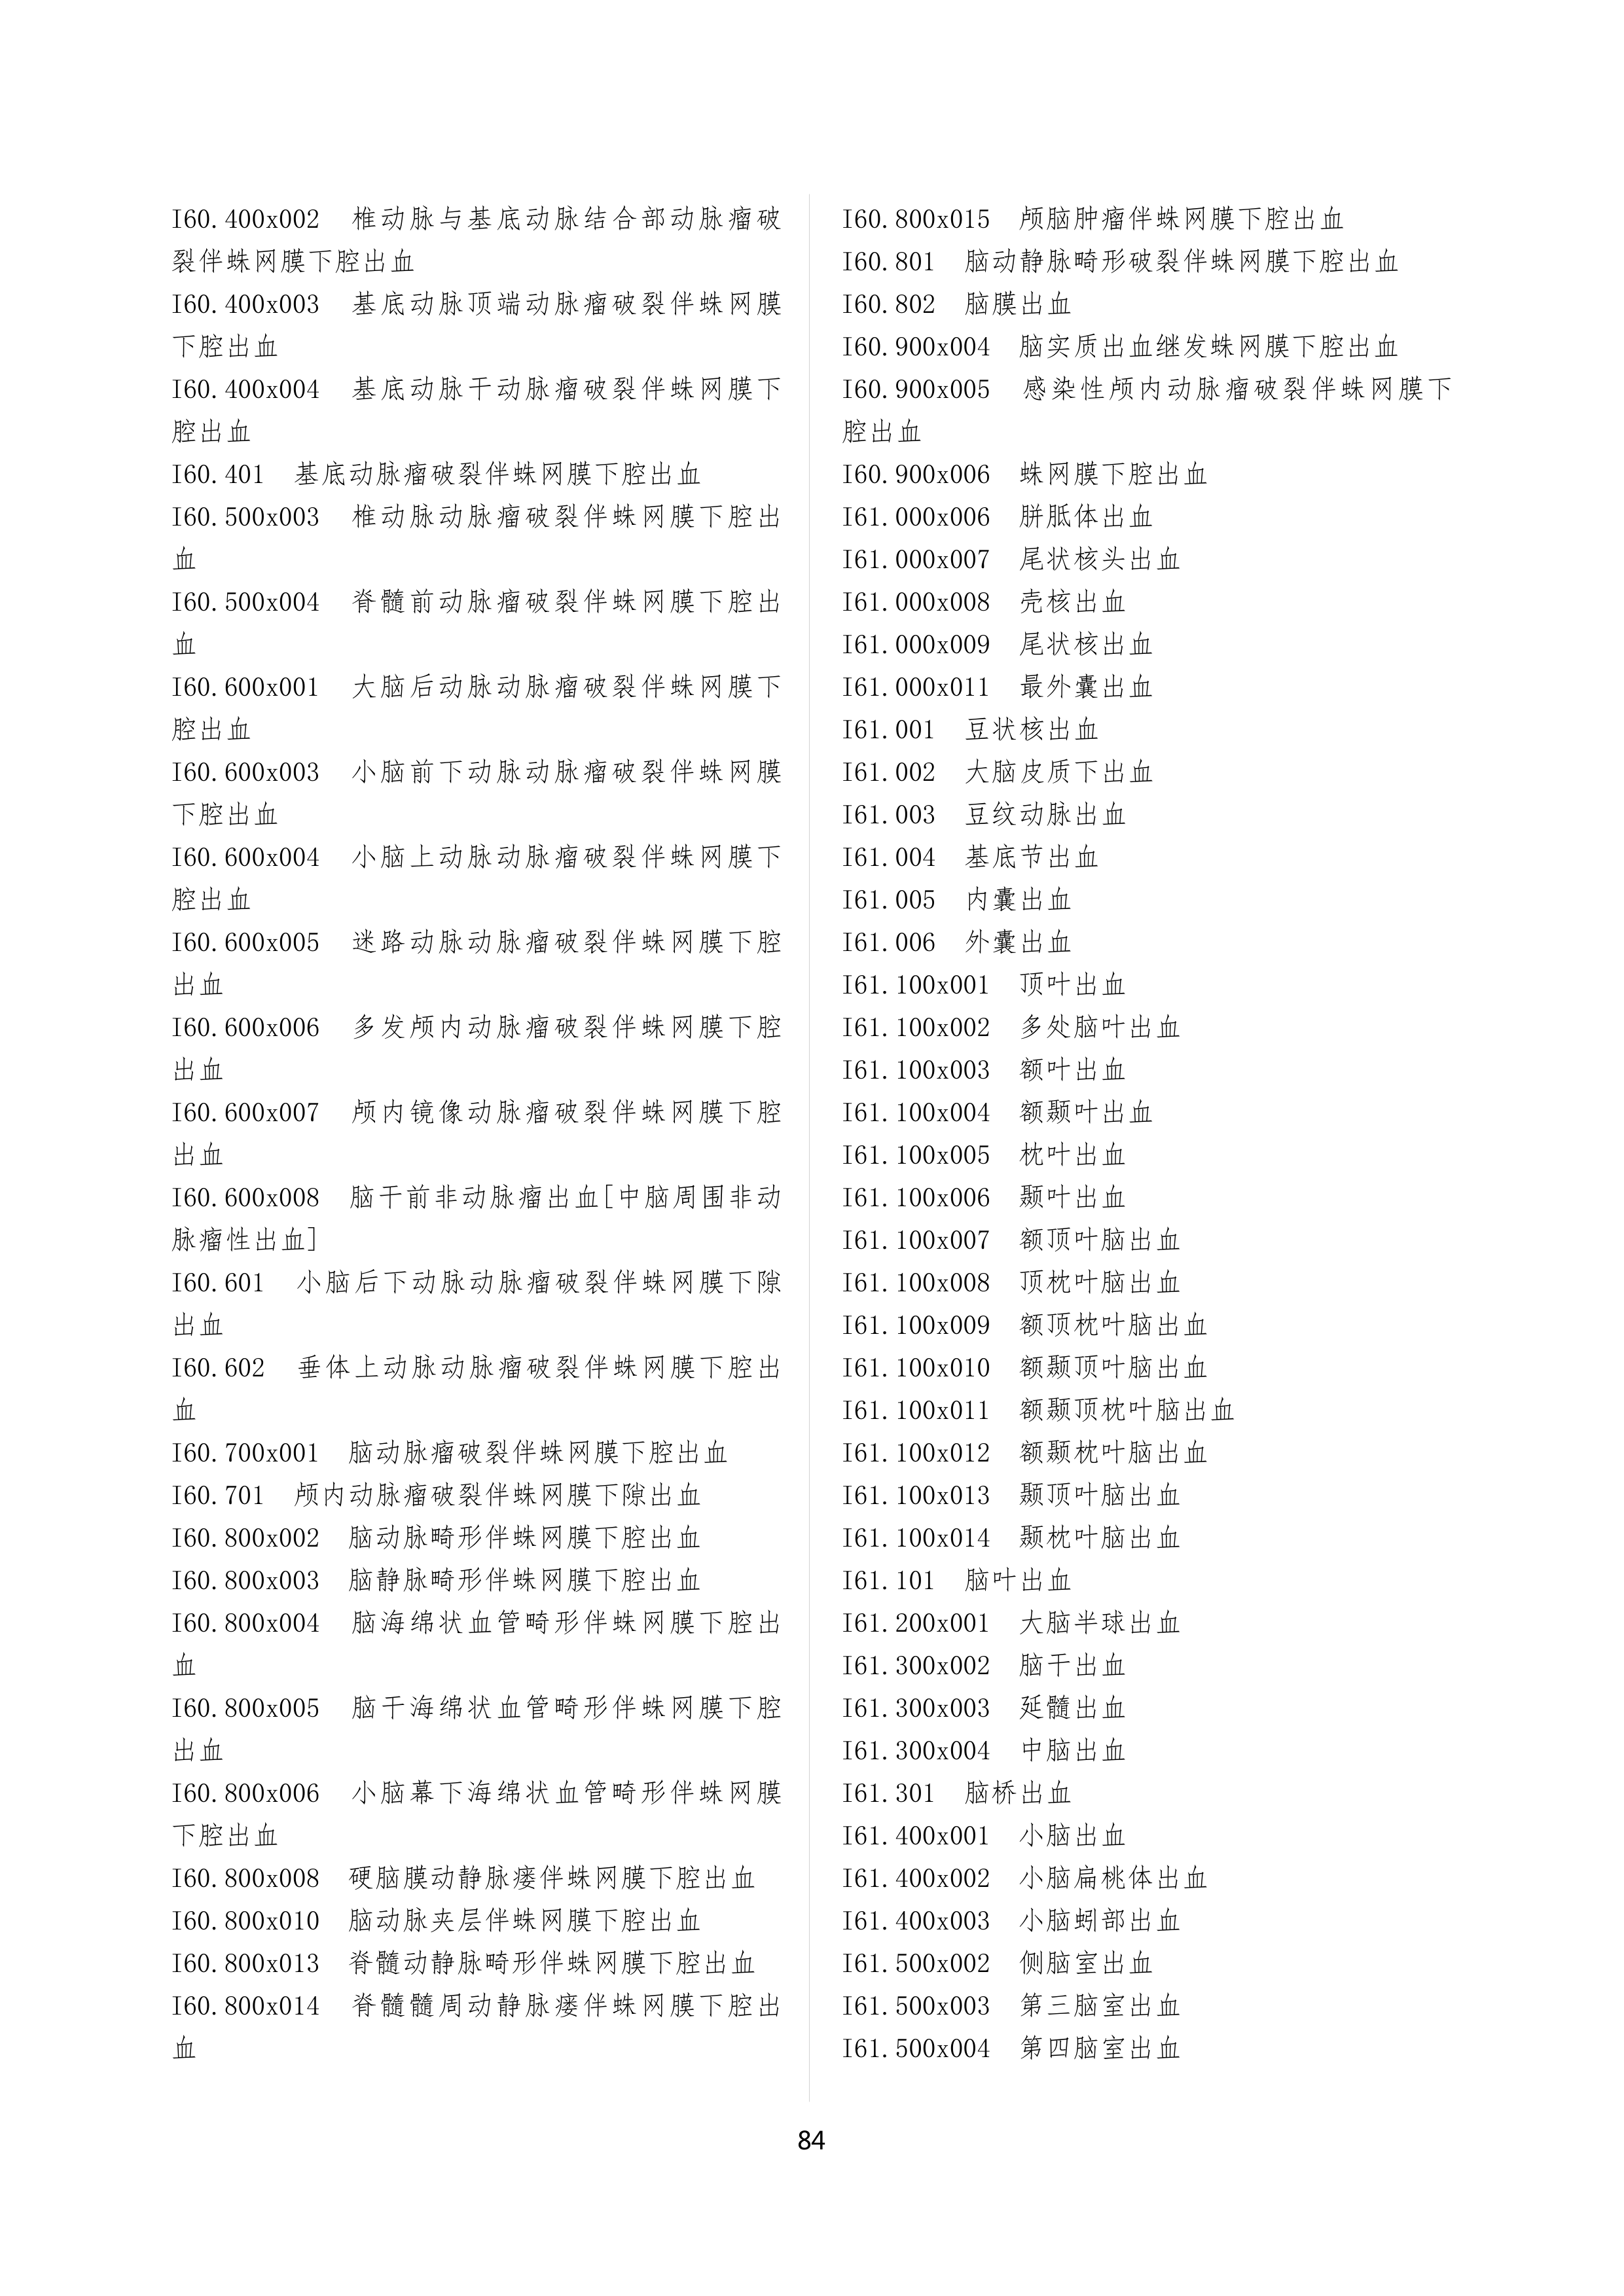 I60.400x002　椎动脉与基底动脉结合部动脉瘤破
裂伴蛛网膜下腔出血
I60.400x003　基底动脉顶端动脉瘤破裂伴蛛网膜
下腔出血
I60.400x004　基底动脉干动脉瘤破裂伴蛛网膜下
腔出血
I60.401　基底动脉瘤破裂伴蛛网膜下腔出血
I60.500x003　椎动脉动脉瘤破裂伴蛛网膜下腔出
血
I60.500x004　脊髓前动脉瘤破裂伴蛛网膜下腔出
血
I60.600x001　大脑后动脉动脉瘤破裂伴蛛网膜下
腔出血
I60.600x003　小脑前下动脉动脉瘤破裂伴蛛网膜
下腔出血
I60.600x004　小脑上动脉动脉瘤破裂伴蛛网膜下
腔出血
I60.600x005　迷路动脉动脉瘤破裂伴蛛网膜下腔
出血
I60.600x006　多发颅内动脉瘤破裂伴蛛网膜下腔
出血
I60.600x007　颅内镜像动脉瘤破裂伴蛛网膜下腔
出血
I60.600x008　脑干前非动脉瘤出血[中脑周围非动
脉瘤性出血]
I60.601　小脑后下动脉动脉瘤破裂伴蛛网膜下隙
出血
I60.602　垂体上动脉动脉瘤破裂伴蛛网膜下腔出
血
I60.700x001　脑动脉瘤破裂伴蛛网膜下腔出血
I60.701　颅内动脉瘤破裂伴蛛网膜下隙出血
I60.800x002　脑动脉畸形伴蛛网膜下腔出血
I60.800x003　脑静脉畸形伴蛛网膜下腔出血
I60.800x004　脑海绵状血管畸形伴蛛网膜下腔出
血
I60.800x005　脑干海绵状血管畸形伴蛛网膜下腔
出血
I60.800x006　小脑幕下海绵状血管畸形伴蛛网膜
下腔出血
I60.800x008　硬脑膜动静脉瘘伴蛛网膜下腔出血
I60.800x010　脑动脉夹层伴蛛网膜下腔出血
I60.800x013　脊髓动静脉畸形伴蛛网膜下腔出血
I60.800x014　脊髓髓周动静脉瘘伴蛛网膜下腔出
血
I60.800x015　颅脑肿瘤伴蛛网膜下腔出血
I60.801　脑动静脉畸形破裂伴蛛网膜下腔出血
I60.802　脑膜出血
I60.900x004　脑实质出血继发蛛网膜下腔出血
I60.900x005　感染性颅内动脉瘤破裂伴蛛网膜下
腔出血
I60.900x006　蛛网膜下腔出血
I61.000x006　胼胝体出血
I61.000x007　尾状核头出血
I61.000x008　壳核出血
I61.000x009　尾状核出血
I61.000x011　最外囊出血
I61.001　豆状核出血
I61.002　大脑皮质下出血
I61.003　豆纹动脉出血
I61.004　基底节出血
I61.005　内囊出血
I61.006　外囊出血
I61.100x001　顶叶出血
I61.100x002　多处脑叶出血
I61.100x003　额叶出血
I61.100x004　额颞叶出血
I61.100x005　枕叶出血
I61.100x006　颞叶出血
I61.100x007　额顶叶脑出血
I61.100x008　顶枕叶脑出血
I61.100x009　额顶枕叶脑出血
I61.100x010　额颞顶叶脑出血
I61.100x011　额颞顶枕叶脑出血
I61.100x012　额颞枕叶脑出血
I61.100x013　颞顶叶脑出血
I61.100x014　颞枕叶脑出血
I61.101　脑叶出血
I61.200x001　大脑半球出血
I61.300x002　脑干出血
I61.300x003　延髓出血
I61.300x004　中脑出血
I61.301　脑桥出血
I61.400x001　小脑出血
I61.400x002　小脑扁桃体出血
I61.400x003　小脑蚓部出血
I61.500x002　侧脑室出血
I61.500x003　第三脑室出血
I61.500x004　第四脑室出血
84